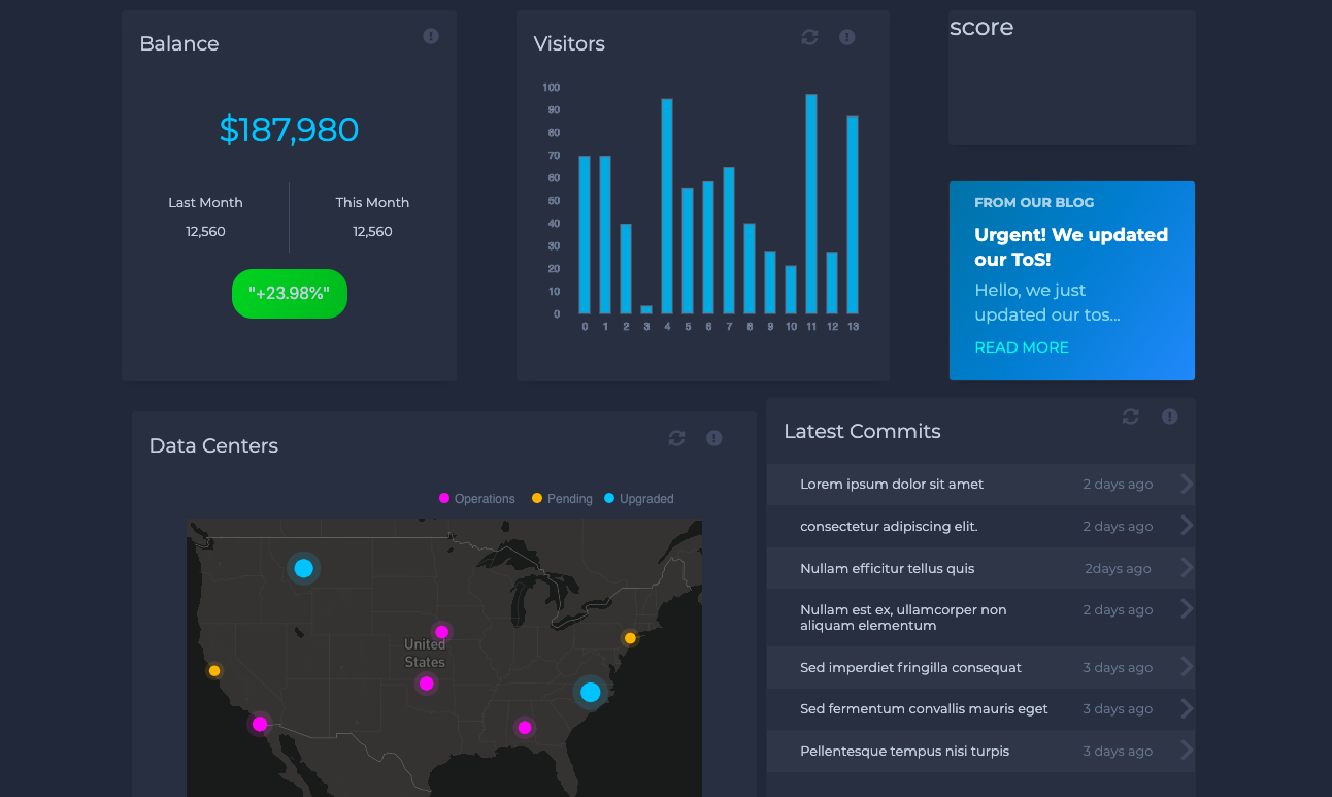 Balance
$187,980
Last Month
This Month
12,560
12,560
"+23.98%"
Visitors
100
90
80
70
60
50
40
30
20
10
0
0 1 2 3 4 5 6 7 8 9 10 11 12 13
score
FROM OUR BLOG
Urgent! We updated
our ToS!
Hello, we just
updated our tos...
READ MORE
Data Centers
Operations Pending Upgraded
United
States
Latest Commits
Lorem ipsum dolor sit amet 2 days ago
consectetur adipiscing elit. 2 days ago
Nullam efficitur tellus quis 2days ago
Nullam est ex, ullamcorper non 2 days ago
aliquam elementum
Sed imperdiet fringilla consequat 3 days ago
Sed fermentum convallis mauris eget 3 days ago
Pellentesque tempus nisi turpis 3 days ago